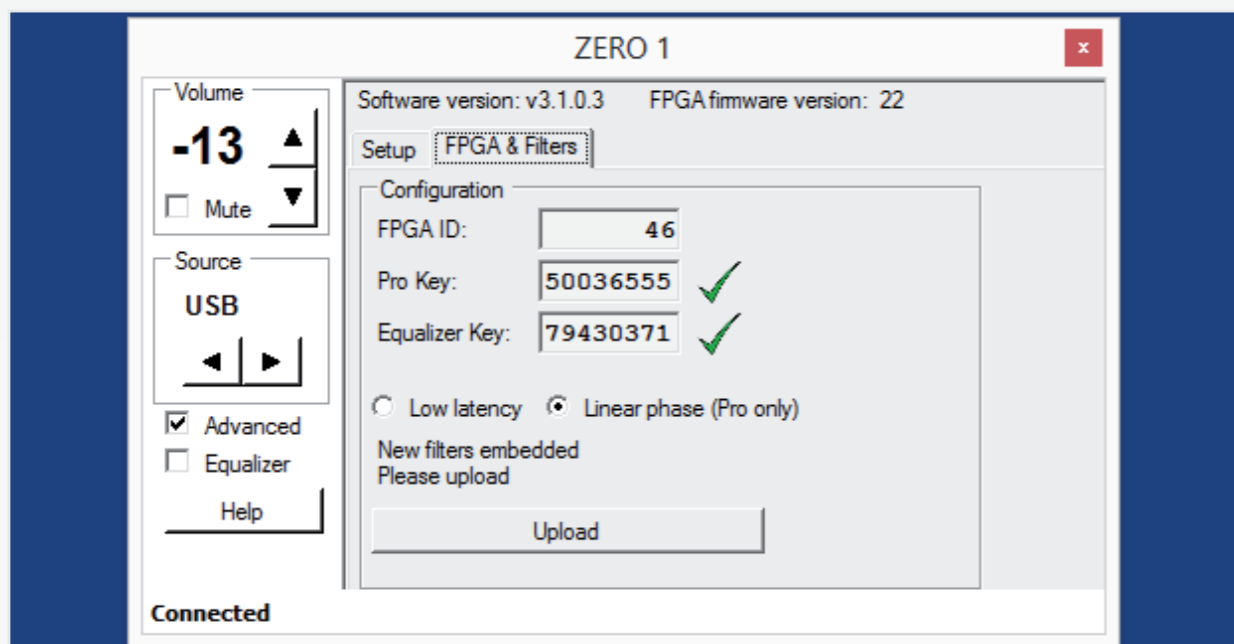 ZERO 1
x
Volume
-13
Mute
Source
USB
Advanced
Equalizer
Help
Software version: v3.1.0.3 FPGA firmware version: 22
Setup FPGA & Filters
Configuration
FPGA ID: 46
Pro Key: 50036555
Equalizer Key: 79430371
Low latency Linear phase (Pro only)
New filters embedded
Please upload
Upload
Connected